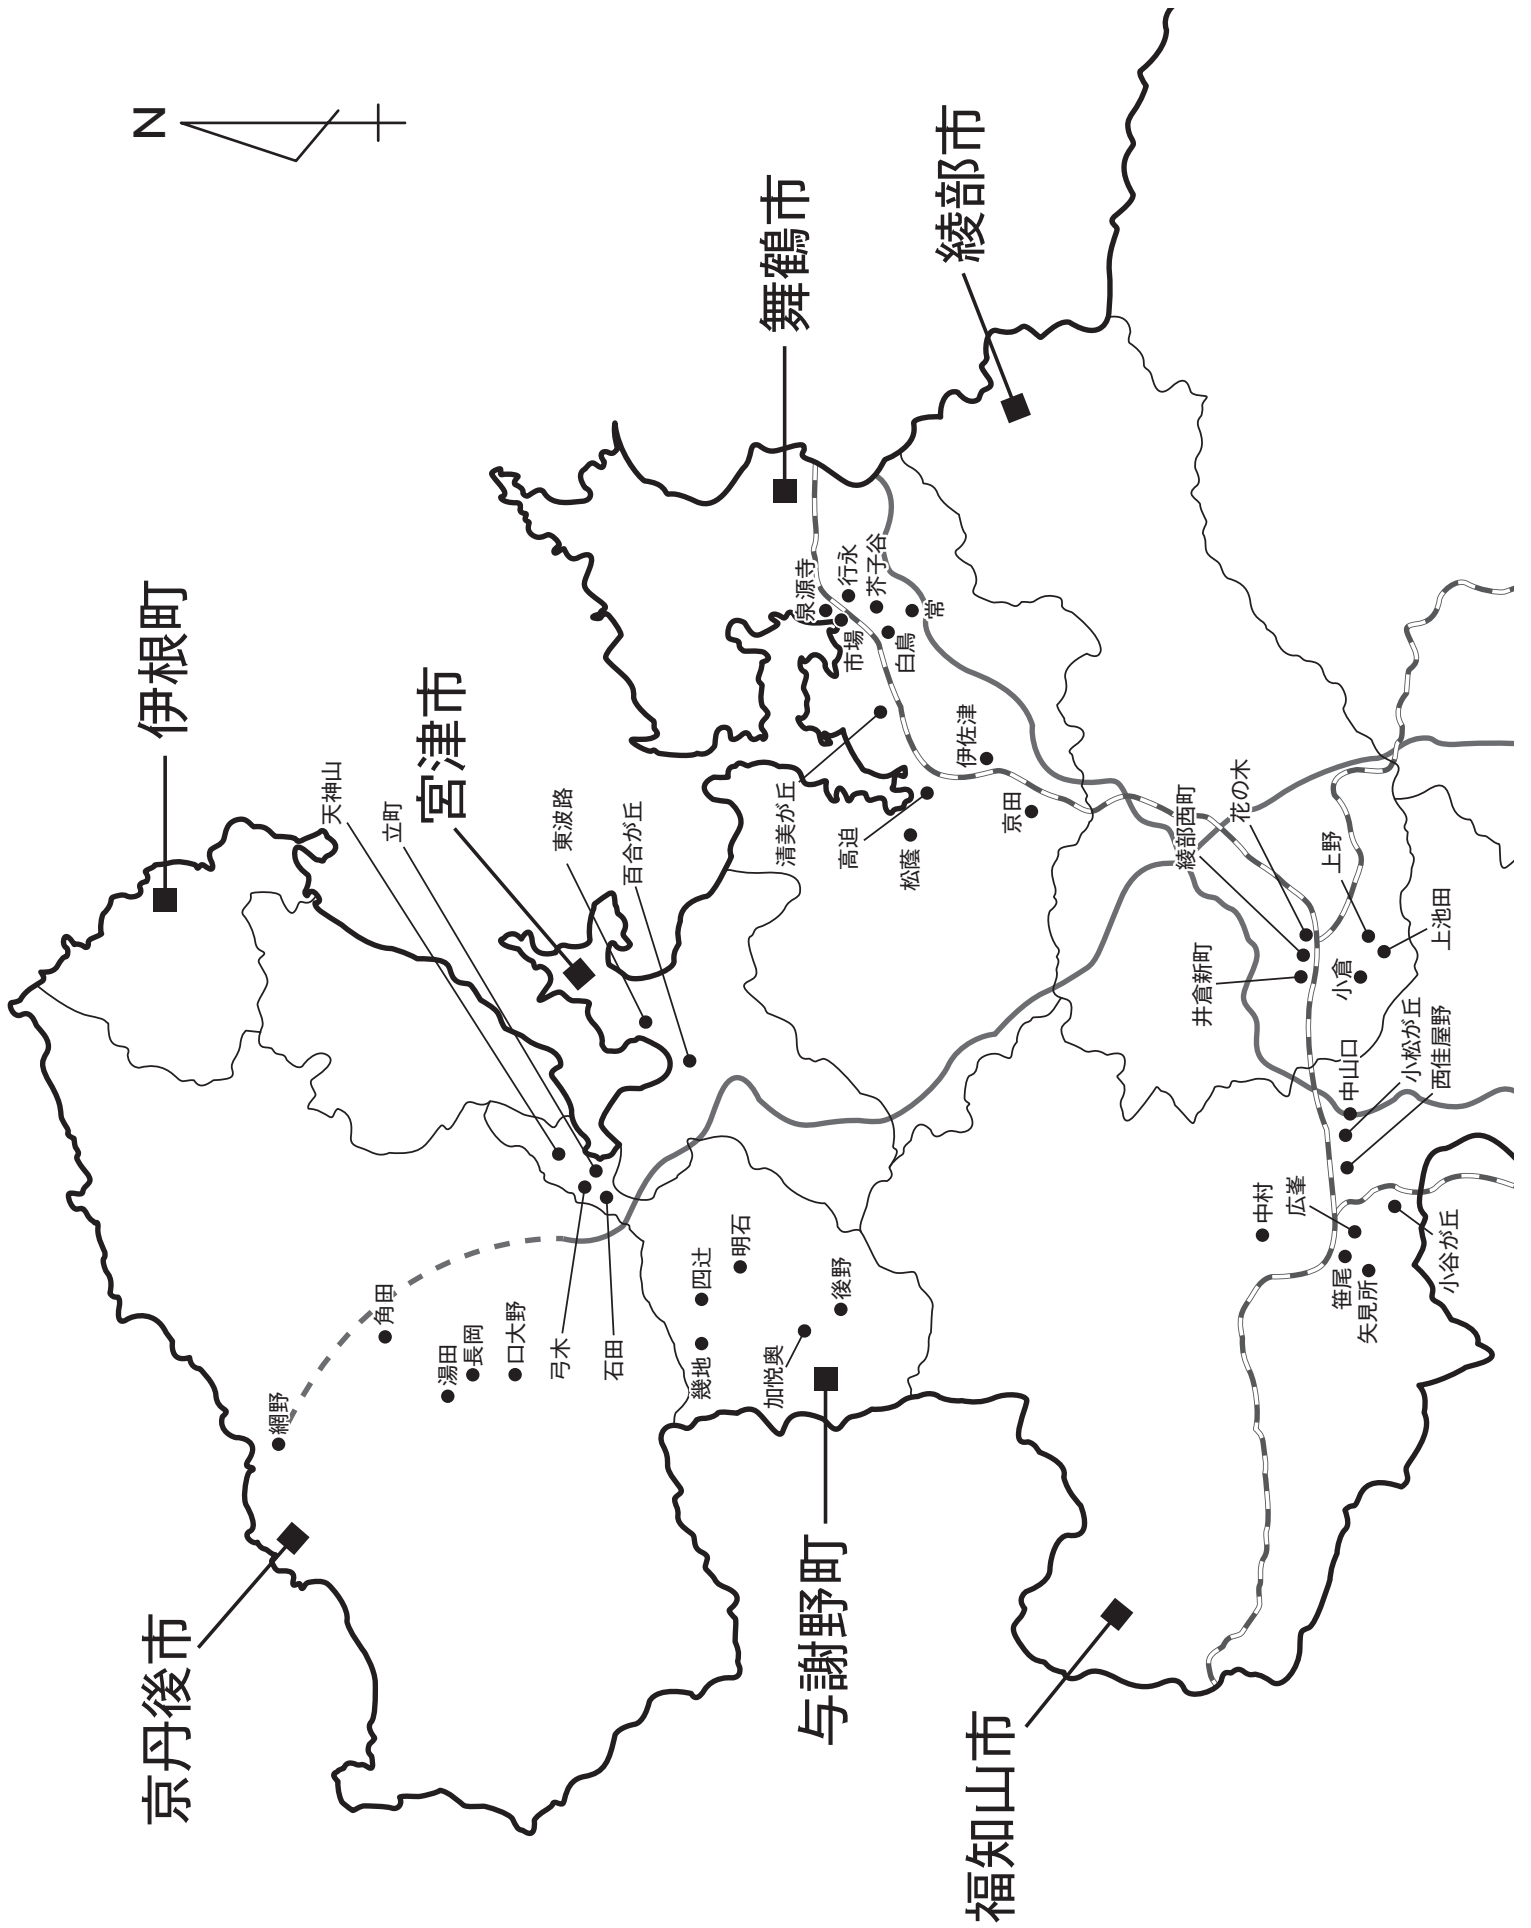 N
伊根町
宮津市
舞鶴市
綾部市
京丹後市
与謝野町
福知山市
天神山
立町
東波路
百合が丘
網野
角田
湯田
長岡
口大野
弓木
石田
四辻
明石
幾地
加悦奥
後野
泉源寺
行永
芥子谷
常
市場
白鳥
清美が丘
高迫
松蔭
伊佐津
京田
綾部西町
花の木
井倉新町
上野
小倉
上池田
中山口
小松が丘
西佳屋野
中村
広峯
笹尾
矢見所
小谷が丘